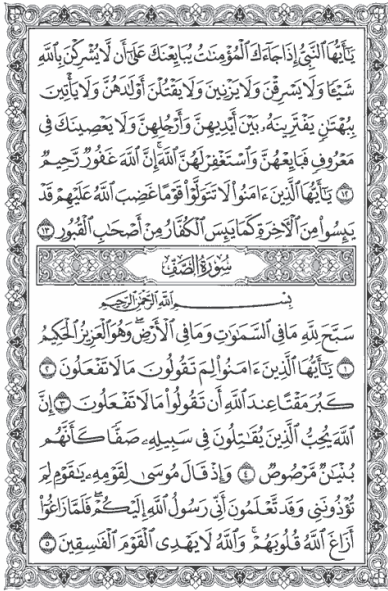 يَٰٓأَيُّهَا ٱلنَّبِىُّ إِذَا جَآءَكَ ٱلْمُؤْمِنَٰتُ يُبَايِعْنَكَ عَلَىٰٓ أَن لَّا يُشْرِكْنَ بِٱللَّهِ
شَيْـًٔا وَلَا يَسْرِقْنَ وَلَا يَزْنِينَ وَلَا يَقْتُلْنَ أَوْلَٰدَهُنَّ وَلَا يَأْتِينَ
بِبُهْتَٰنٍ يَفْتَرِينَهُۥ بَيْنَ أَيْدِيهِنَّ وَأَرْجُلِهِنَّ وَلَا يَعْصِينَكَ فِى
مَعْرُوفٍ فَبَايِعْهُنَّ وَٱسْتَغْفِرْ لَهُنَّ ٱللَّهَ إِنَّ ٱللَّهَ غَفُورٌ رَّحِيمٌ
١٢ يَٰٓأَيُّهَا ٱلَّذِينَ ءَامَنُوا۟ لَا تَتَوَلَّوْا۟ قَوْمًا غَضِبَ ٱللَّهُ عَلَيْهِمْ قَدْ
يَئِسُوا۟ مِنَ ٱلْءَاخِرَةِ كَمَا يَئِسَ ٱلْكُفَّارُ مِنْ أَصْحَٰبِ ٱلْقُبُورِ ١٣
سُورَةُ الصَّفِّ
بِسْمِ ٱللَّهِ ٱلرَّحْمَٰنِ ٱلرَّحِيمِ
سَبَّحَ لِلَّهِ مَا فِى ٱلسَّمَٰوَٰتِ وَمَا فِى ٱلْأَرْضِ وَهُوَ ٱلْعَزِيزُ ٱلْحَكِيمُ
١ يَٰٓأَيُّهَا ٱلَّذِينَ ءَامَنُوا۟ لِمَ تَقُولُونَ مَا لَا تَفْعَلُونَ ٢
كَبُرَ مَقْتًا عِندَ ٱللَّهِ أَن تَقُولُوا۟ مَا لَا تَفْعَلُونَ ٣ إِنَّ
ٱللَّهَ يُحِبُّ ٱلَّذِينَ يُقَٰتِلُونَ فِى سَبِيلِهِۦ صَفًّا كَأَنَّهُم
بُنْيَٰنٌ مَّرْصُوصٌ ٤ وَإِذْ قَالَ مُوسَىٰ لِقَوْمِهِۦ يَٰقَوْمِ لِمَ
تُؤْذُونَنِى وَقَد تَّعْلَمُونَ أَنِّى رَسُولُ ٱللَّهِ إِلَيْكُمْ فَلَمَّا زَاغُوٓا۟
أَزَاغَ ٱللَّهُ قُلُوبَهُمْ وَٱللَّهُ لَا يَهْدِى ٱلْقَوْمَ ٱلْفَٰسِقِينَ ٥